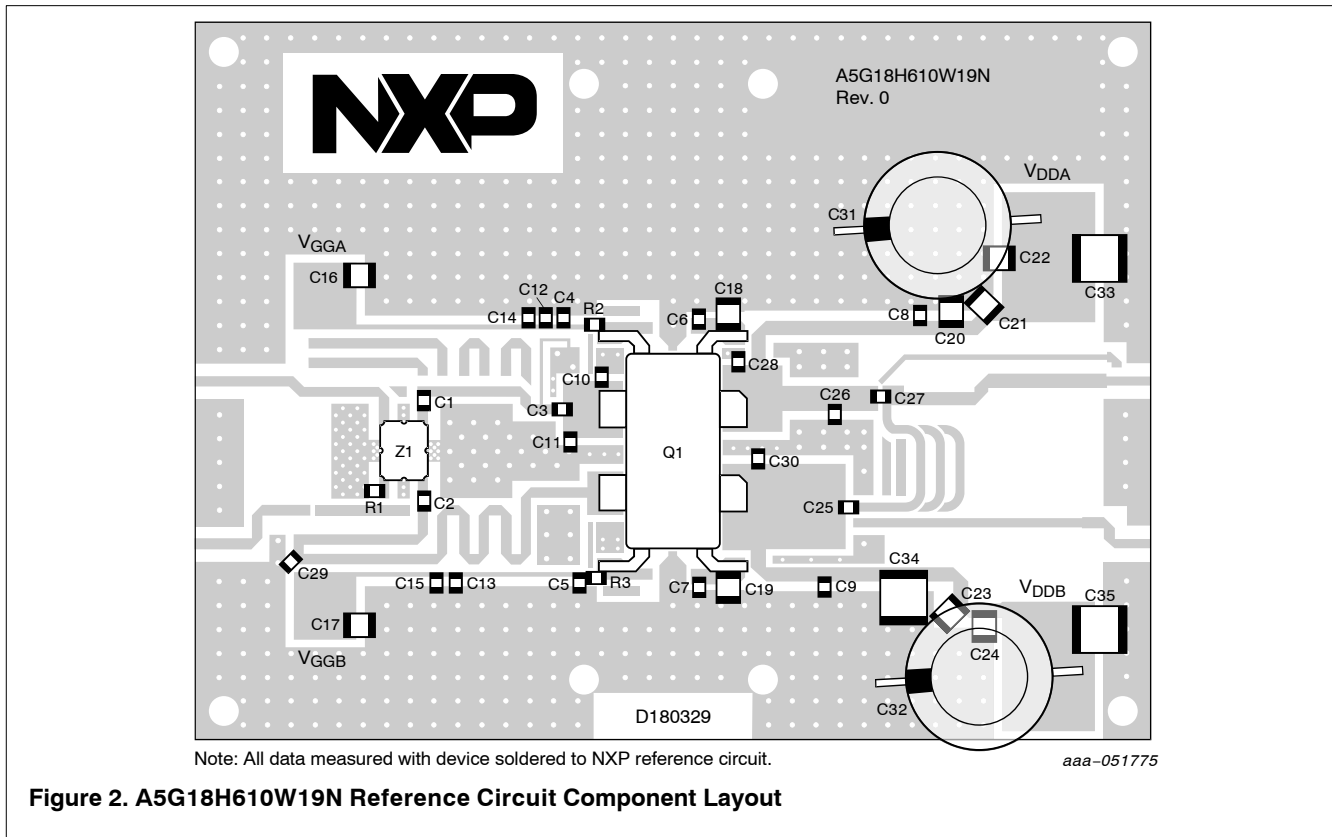 NXP
A5G18H610W19N
Rev. 0
VDDA
C31
VGGA
C16
C22
C33
C12
C4
C18
C14
R2
C6
C8
C21
C20
C28
C10
C1
C26
C27
C3
C11
Z1
Q1
C30
R1
C2
C25
C29
C34
C15
C13
C5
R3
C7
C19
C9
C23
VDDB
C35
C17
C24
VGGB
C32
D180329
Note: All data measured with device soldered to NXP reference circuit.
aaa–051775
Figure 2. A5G18H610W19N Reference Circuit Component Layout